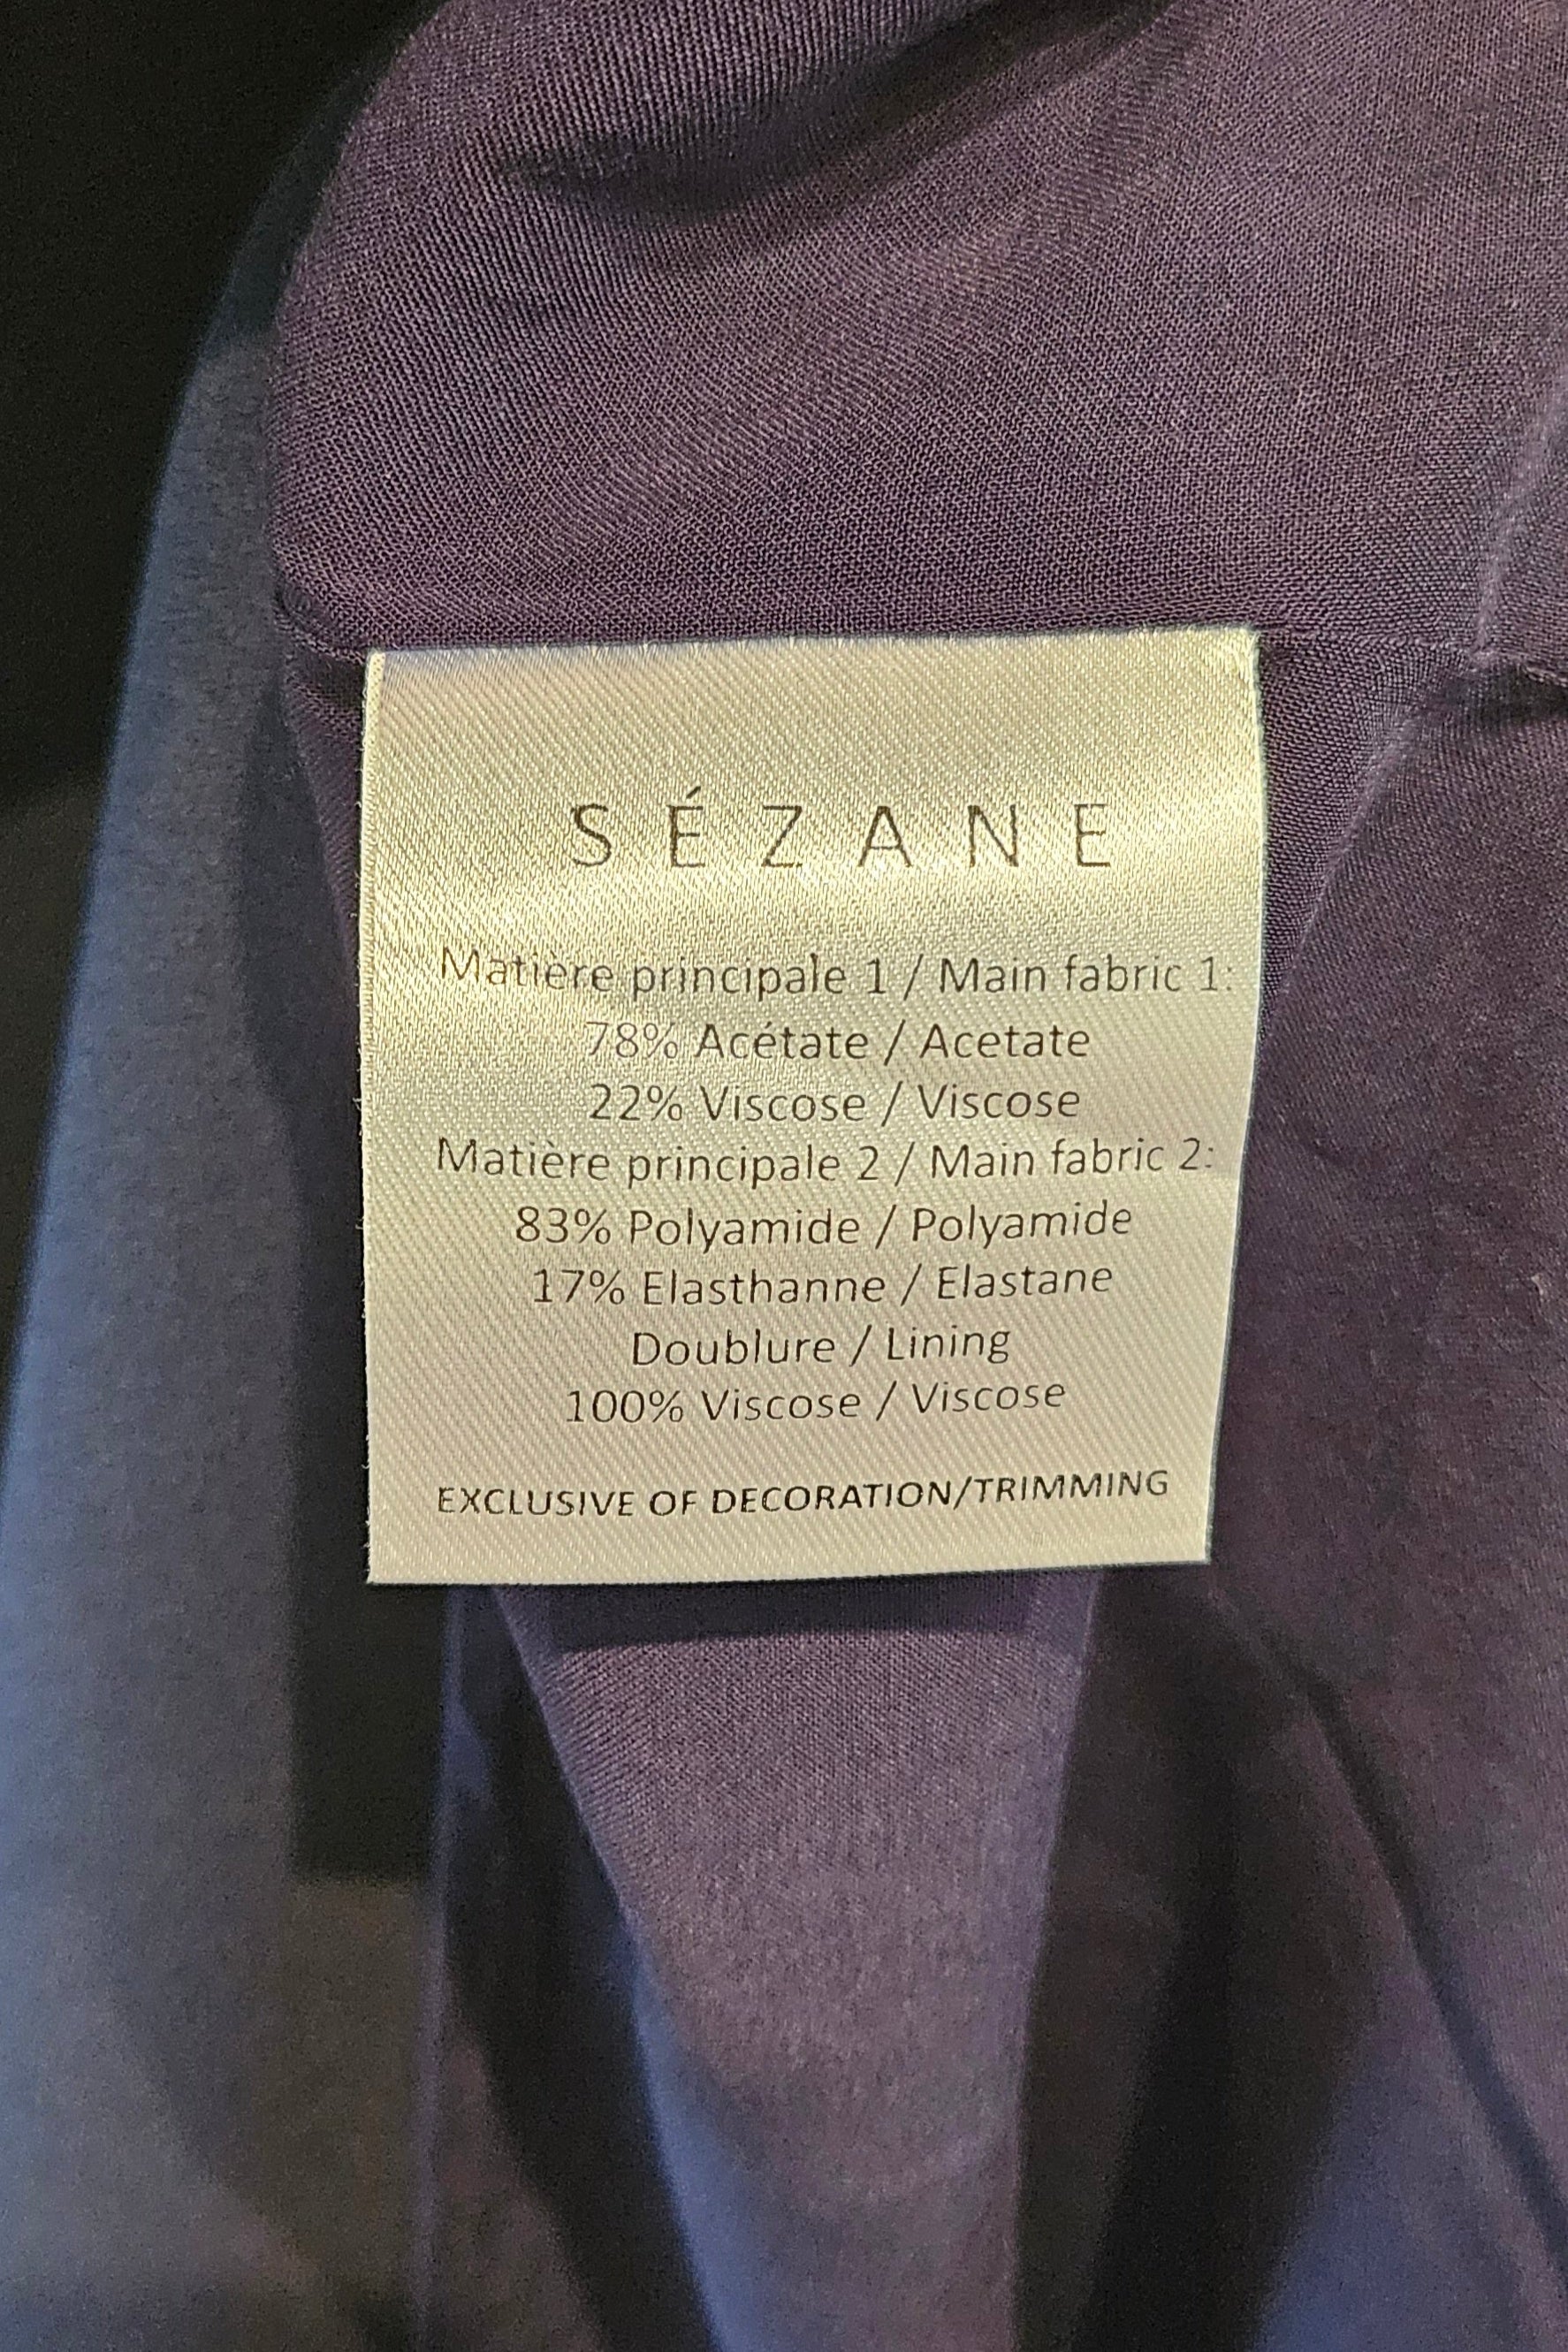 SÉZANE
Matière principale 1 / Main fabric 1:
78% Acétate / Acetate
22% Viscose / Viscose
Matière principale 2 / Main fabric 2:
83% Polyamide / Polyamide
17% Elasthanne / Elastane
Doublure / Lining
100% Viscose / Viscose
EXCLUSIVE OF DECORATION/TRIMMING